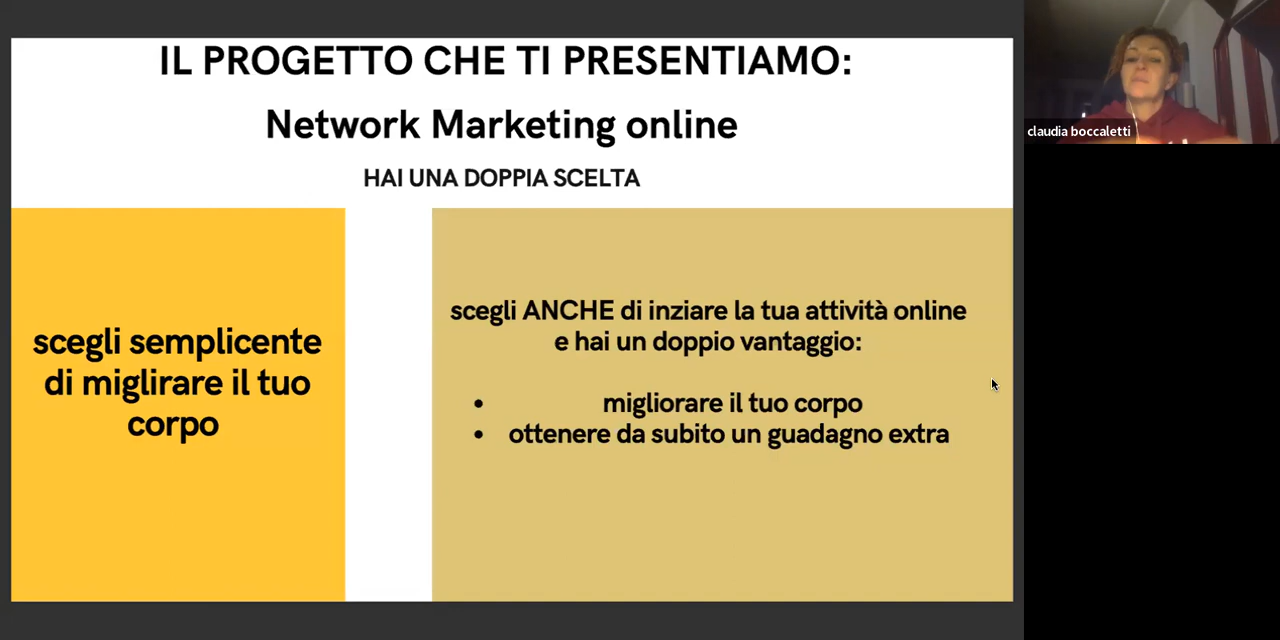 IL PROGETTO CHE TI PRESENTIAMO:
Network Marketing online
HAI UNA DOPPIA SCELTA
scegli semplicente
di miglirare il tuo
corpo
scegli ANCHE di inziare la tua attività online
e hai un doppio vantaggio:
• migliorare il tuo corpo
• ottenere da subito un guadagno extra
claudia boccaletti